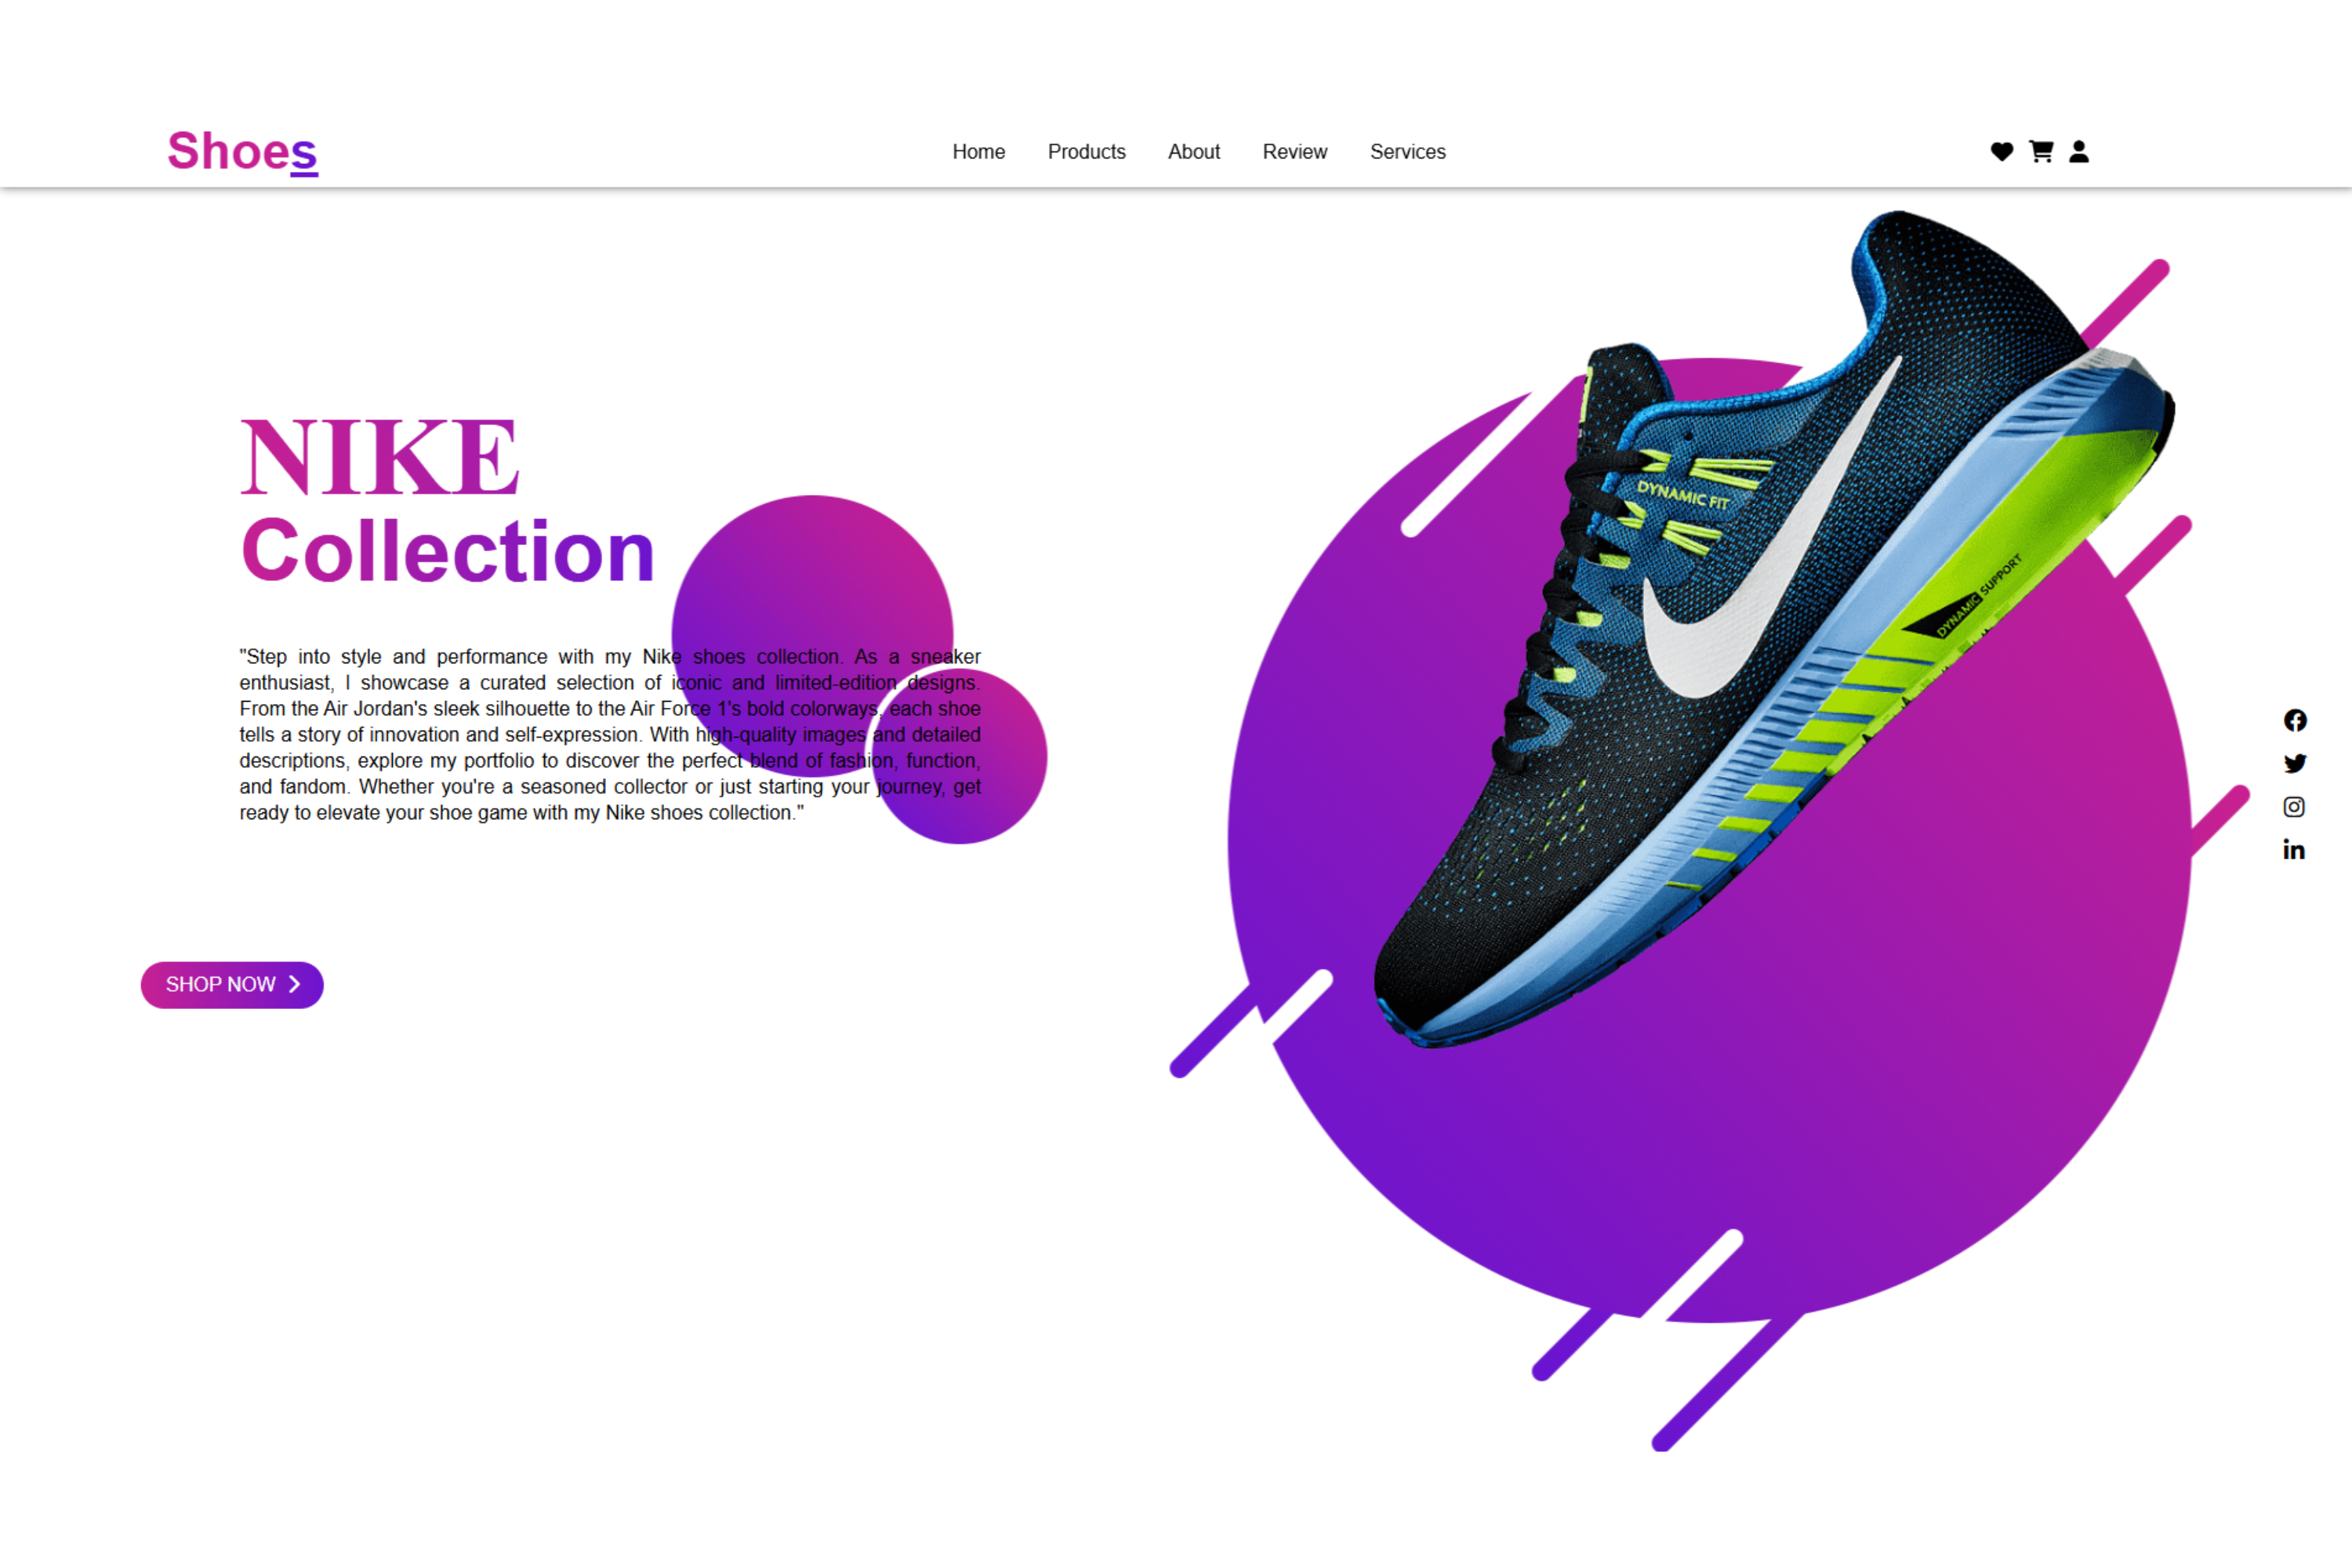 Shoes
Home Products About Review Services
NIKE
Collection
"Step into style and performance with my Nike shoes collection. As a sneaker
enthusiast, I showcase a curated selection of iconic and limited-edition designs.
From the Air Jordan's sleek silhouette to the Air Force 1's bold colorways, each shoe
tells a story of innovation and self-expression. With high-quality images and detailed
descriptions, explore my portfolio to discover the perfect blend of fashion, function,
and fandom. Whether you're a seasoned collector or just starting your journey, get
ready to elevate your shoe game with my Nike shoes collection."
SHOP NOW
DYNAMIC FIT
DYNAMIC SUPPORT
in